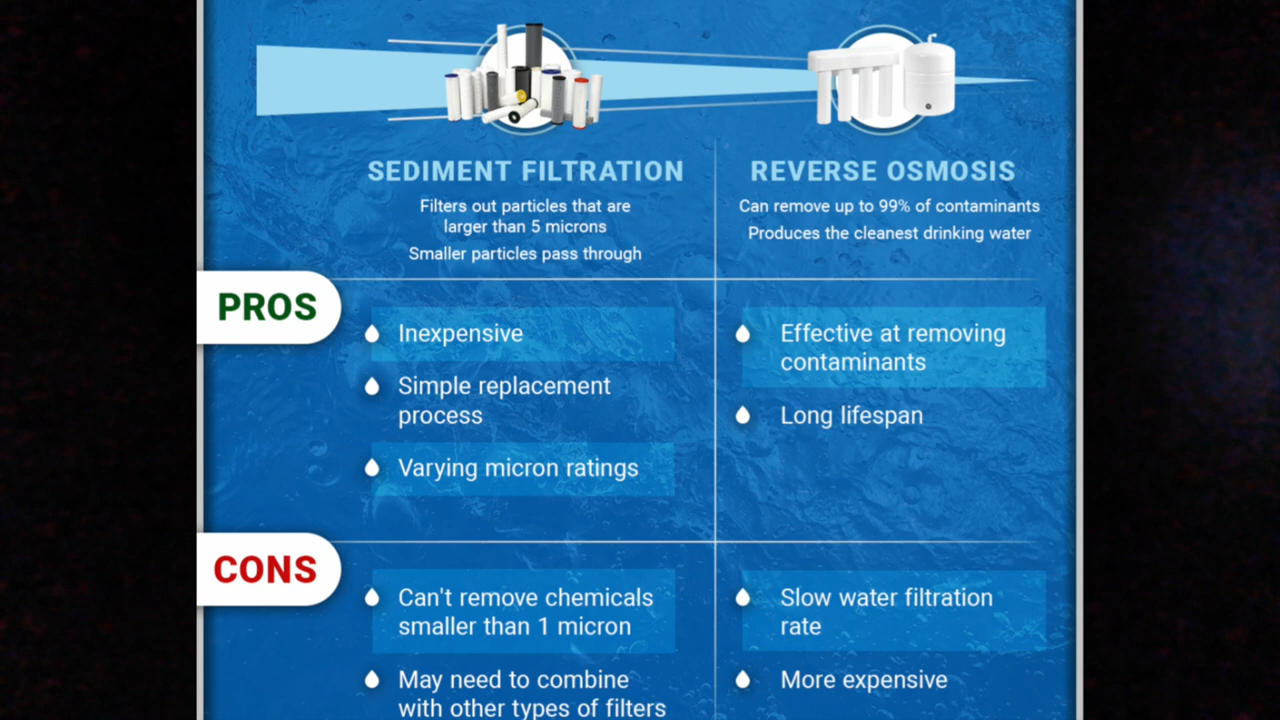 SEDIMENT FILTRATION
Filters out particles that are
larger than 5 microns
Smaller particles pass through
REVERSE OSMOSIS
Can remove up to 99% of contaminants
Produces the cleanest drinking water
PROS
Inexpensive
Simple replacement
process
Varying micron ratings
Effective at removing
contaminants
Long lifespan
CONS
Can't remove chemicals
smaller than 1 micron
May need to combine
with other types of filters
Slow water filtration
rate
More expensive